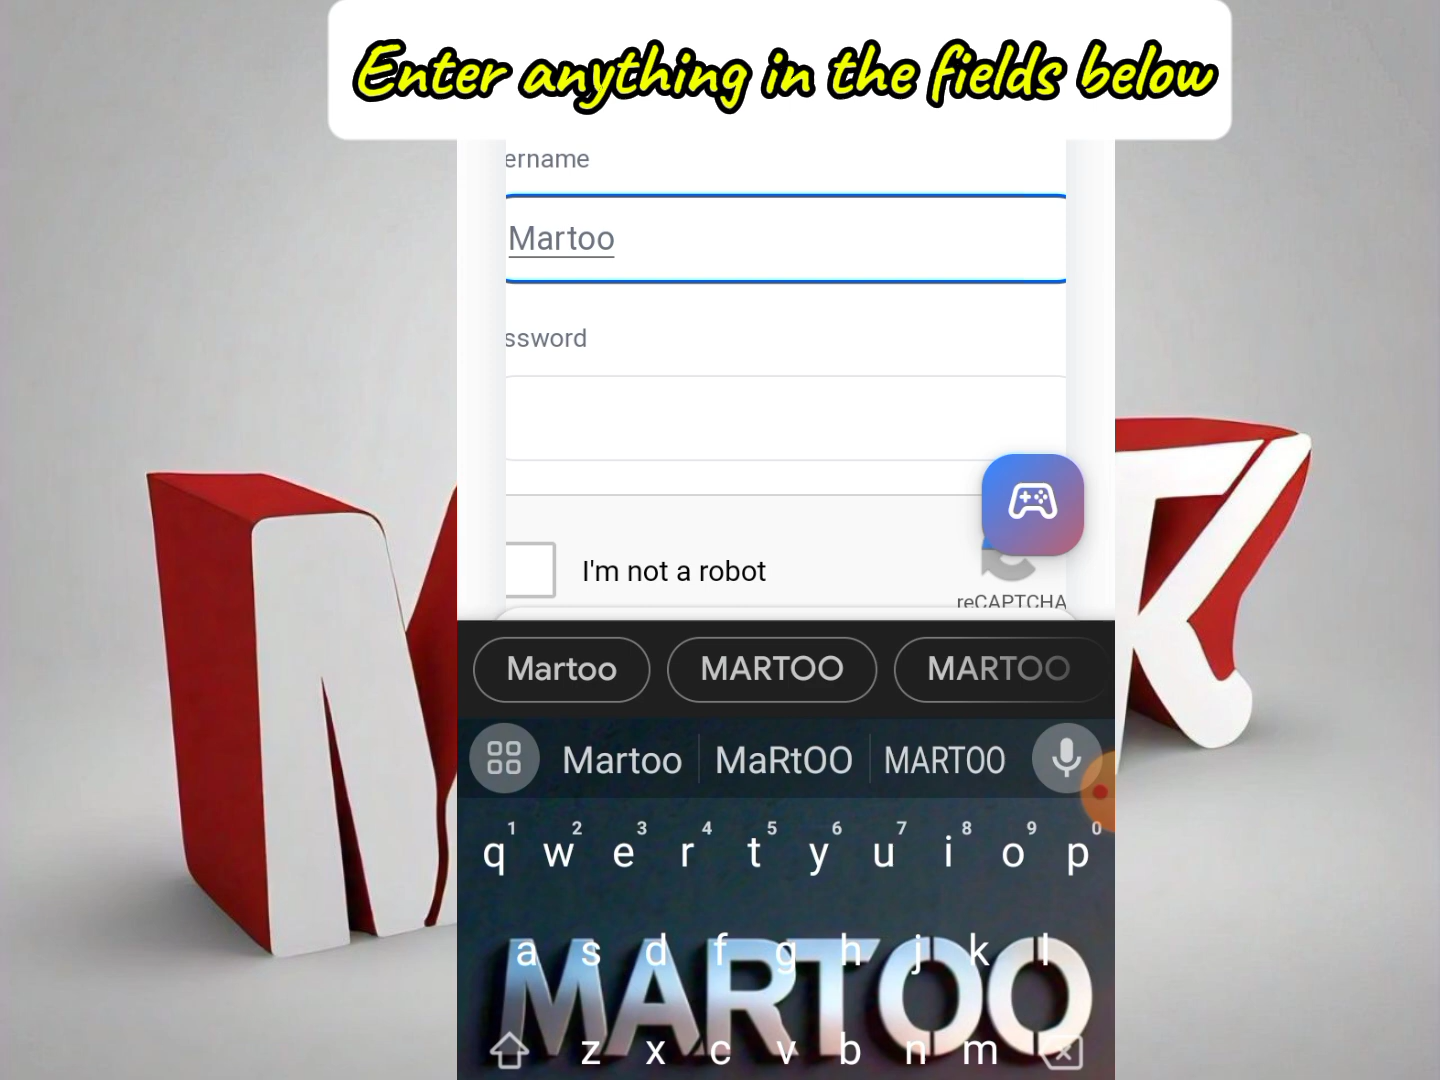 Enter anything in the fields below
ername
Martoo
ssword
I'm not a robot
reCAPTCHA
Martoo MARTOO MARTOO
Martoo MaRtOO MARTOO
1 2 3 4 5 6 7 8 9 0
q w e r t y u i o p
a s d f g h j k l
MARTOO
z x c v b n m